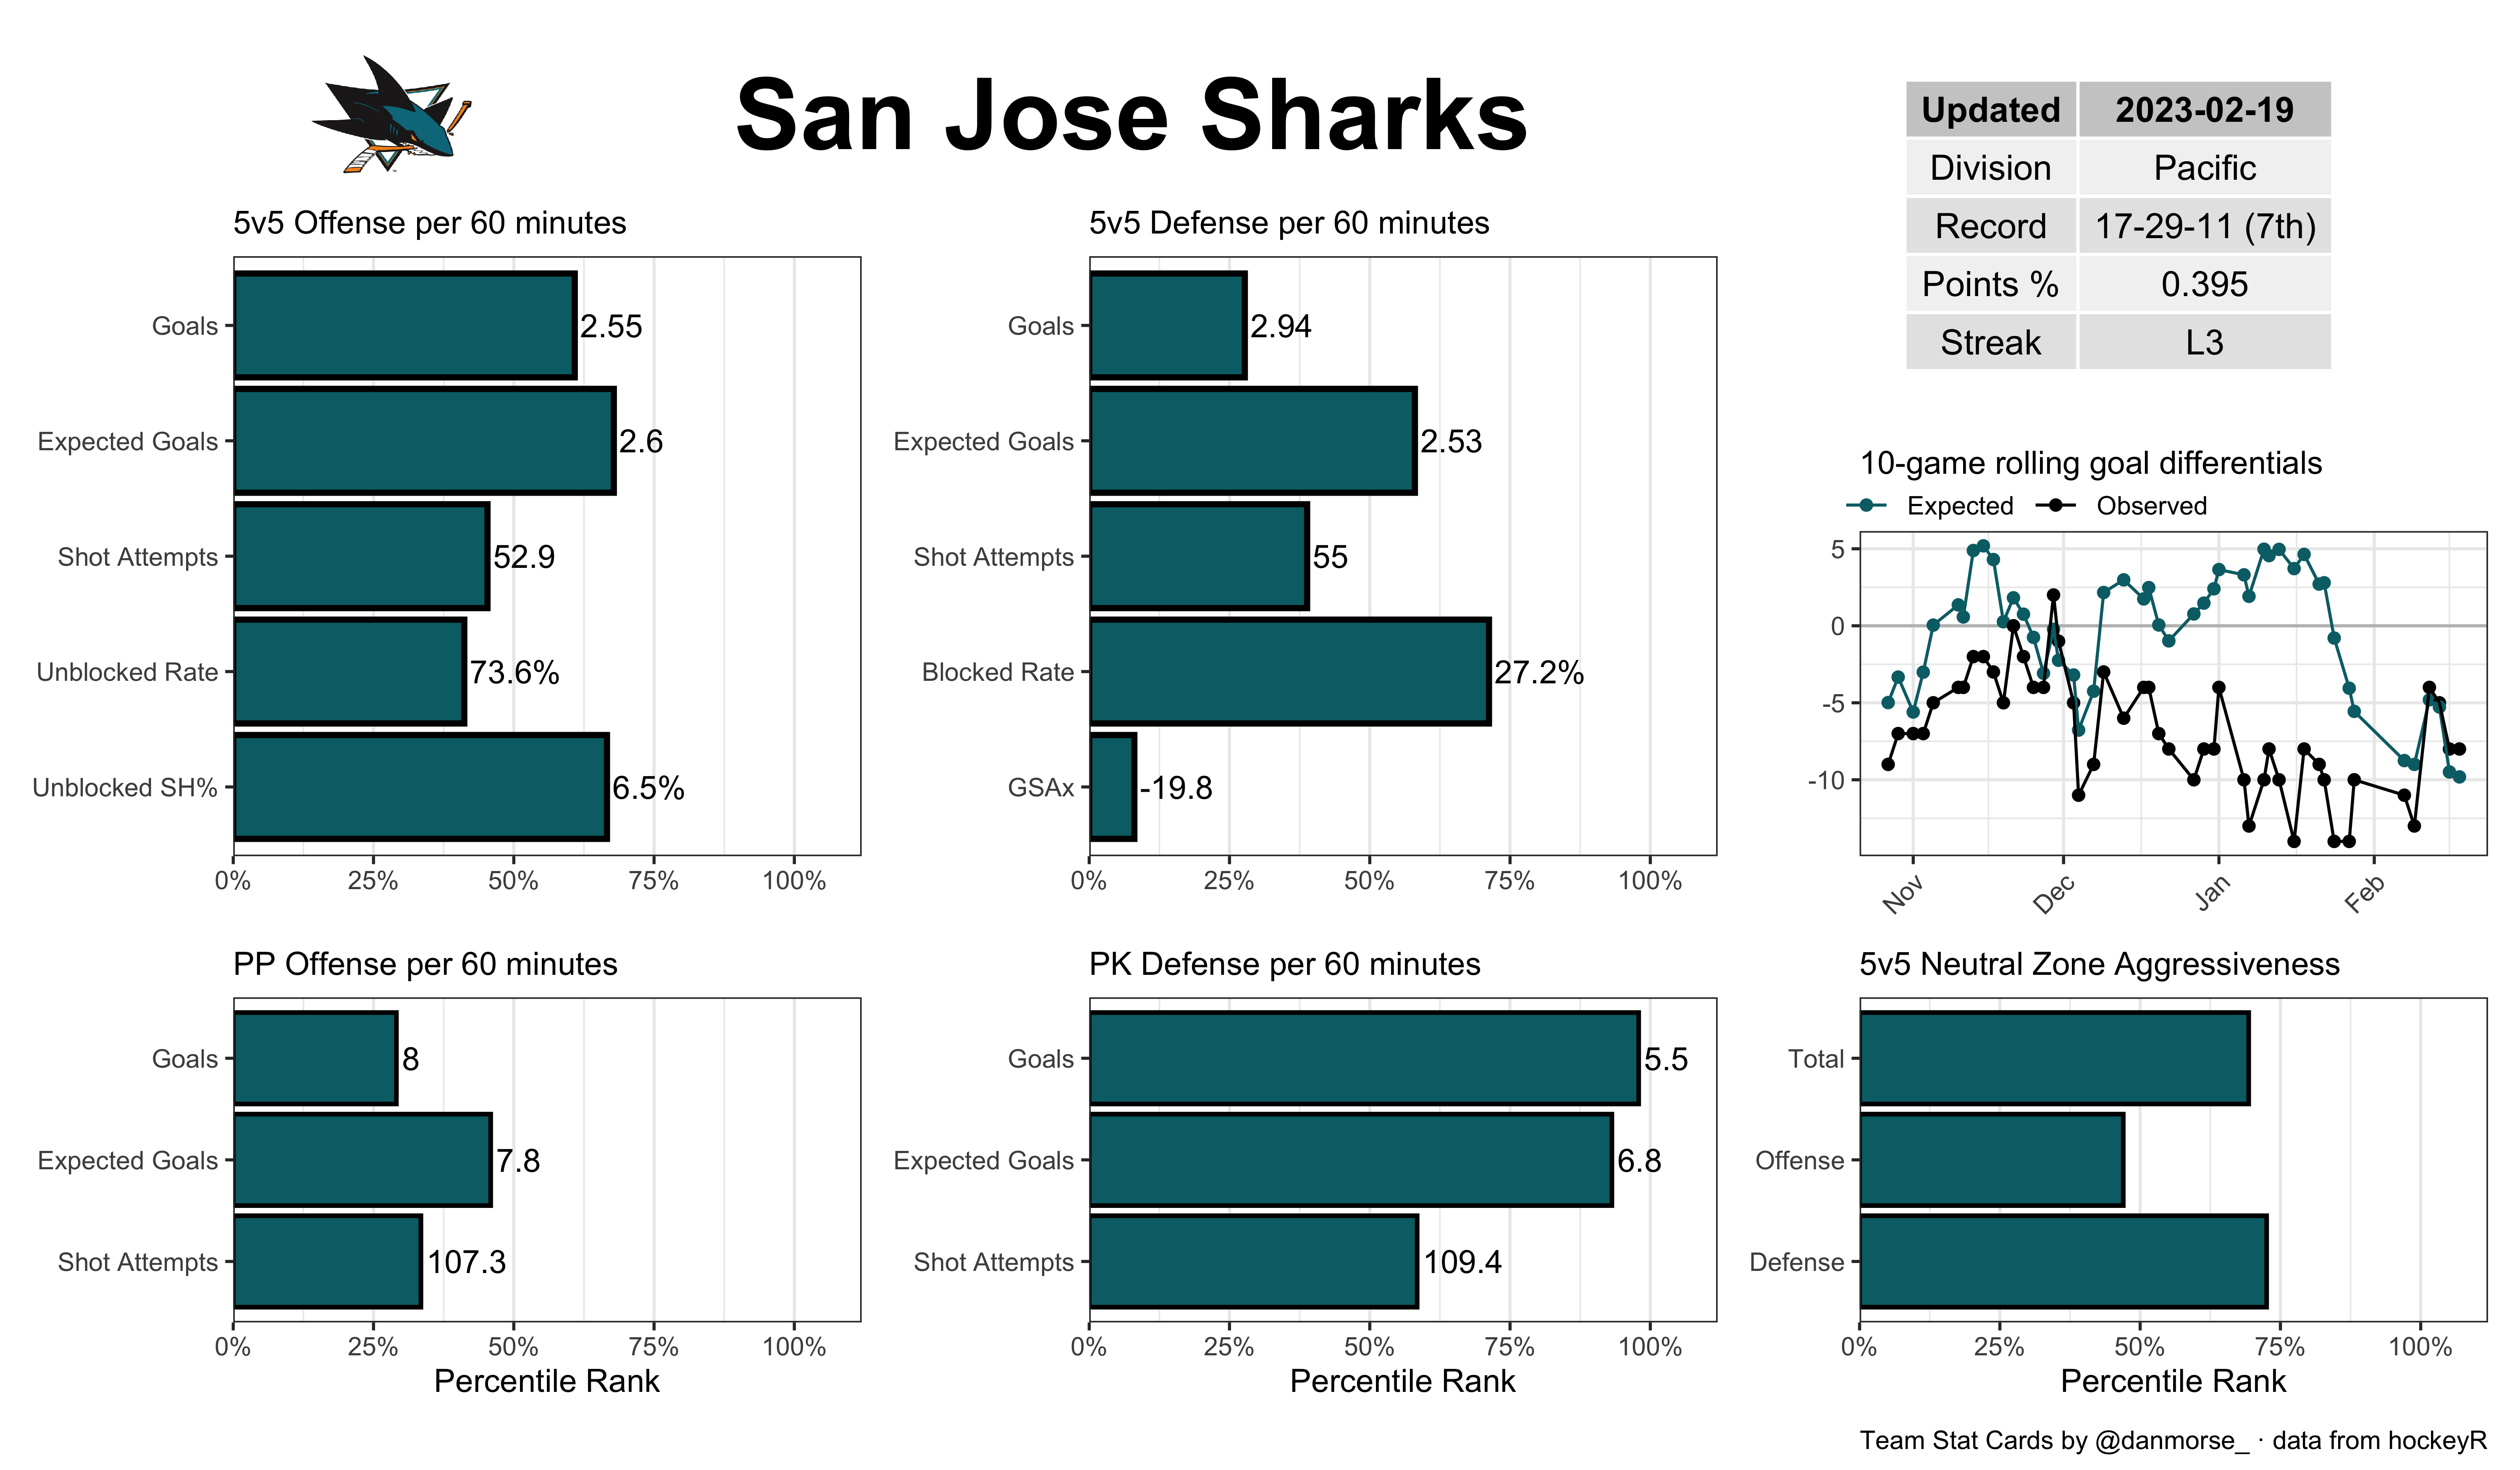 San Jose Sharks
Updated 2023-02-19
Division Pacific
Record 17-29-11 (7th)
Points % 0.395
Streak L3
5v5 Offense per 60 minutes
Goals 2.55
Expected Goals 2.6
Shot Attempts 52.9
Unblocked Rate 73.6%
Unblocked SH% 6.5%
0% 25% 50% 75% 100%
5v5 Defense per 60 minutes
Goals 2.94
Expected Goals 2.53
Shot Attempts 55
Blocked Rate 27.2%
GSAx -19.8
0% 25% 50% 75% 100%
10-game rolling goal differentials
Expected Observed
5
0
-5
-10
Nov Dec Jan Feb
PP Offense per 60 minutes
Goals 8
Expected Goals 7.8
Shot Attempts 107.3
0% 25% 50% 75% 100%
Percentile Rank
PK Defense per 60 minutes
Goals 5.5
Expected Goals 6.8
Shot Attempts 109.4
0% 25% 50% 75% 100%
Percentile Rank
5v5 Neutral Zone Aggressiveness
Total
Offense
Defense
0% 25% 50% 75% 100%
Percentile Rank
Team Stat Cards by @danmorse_ · data from hockeyR